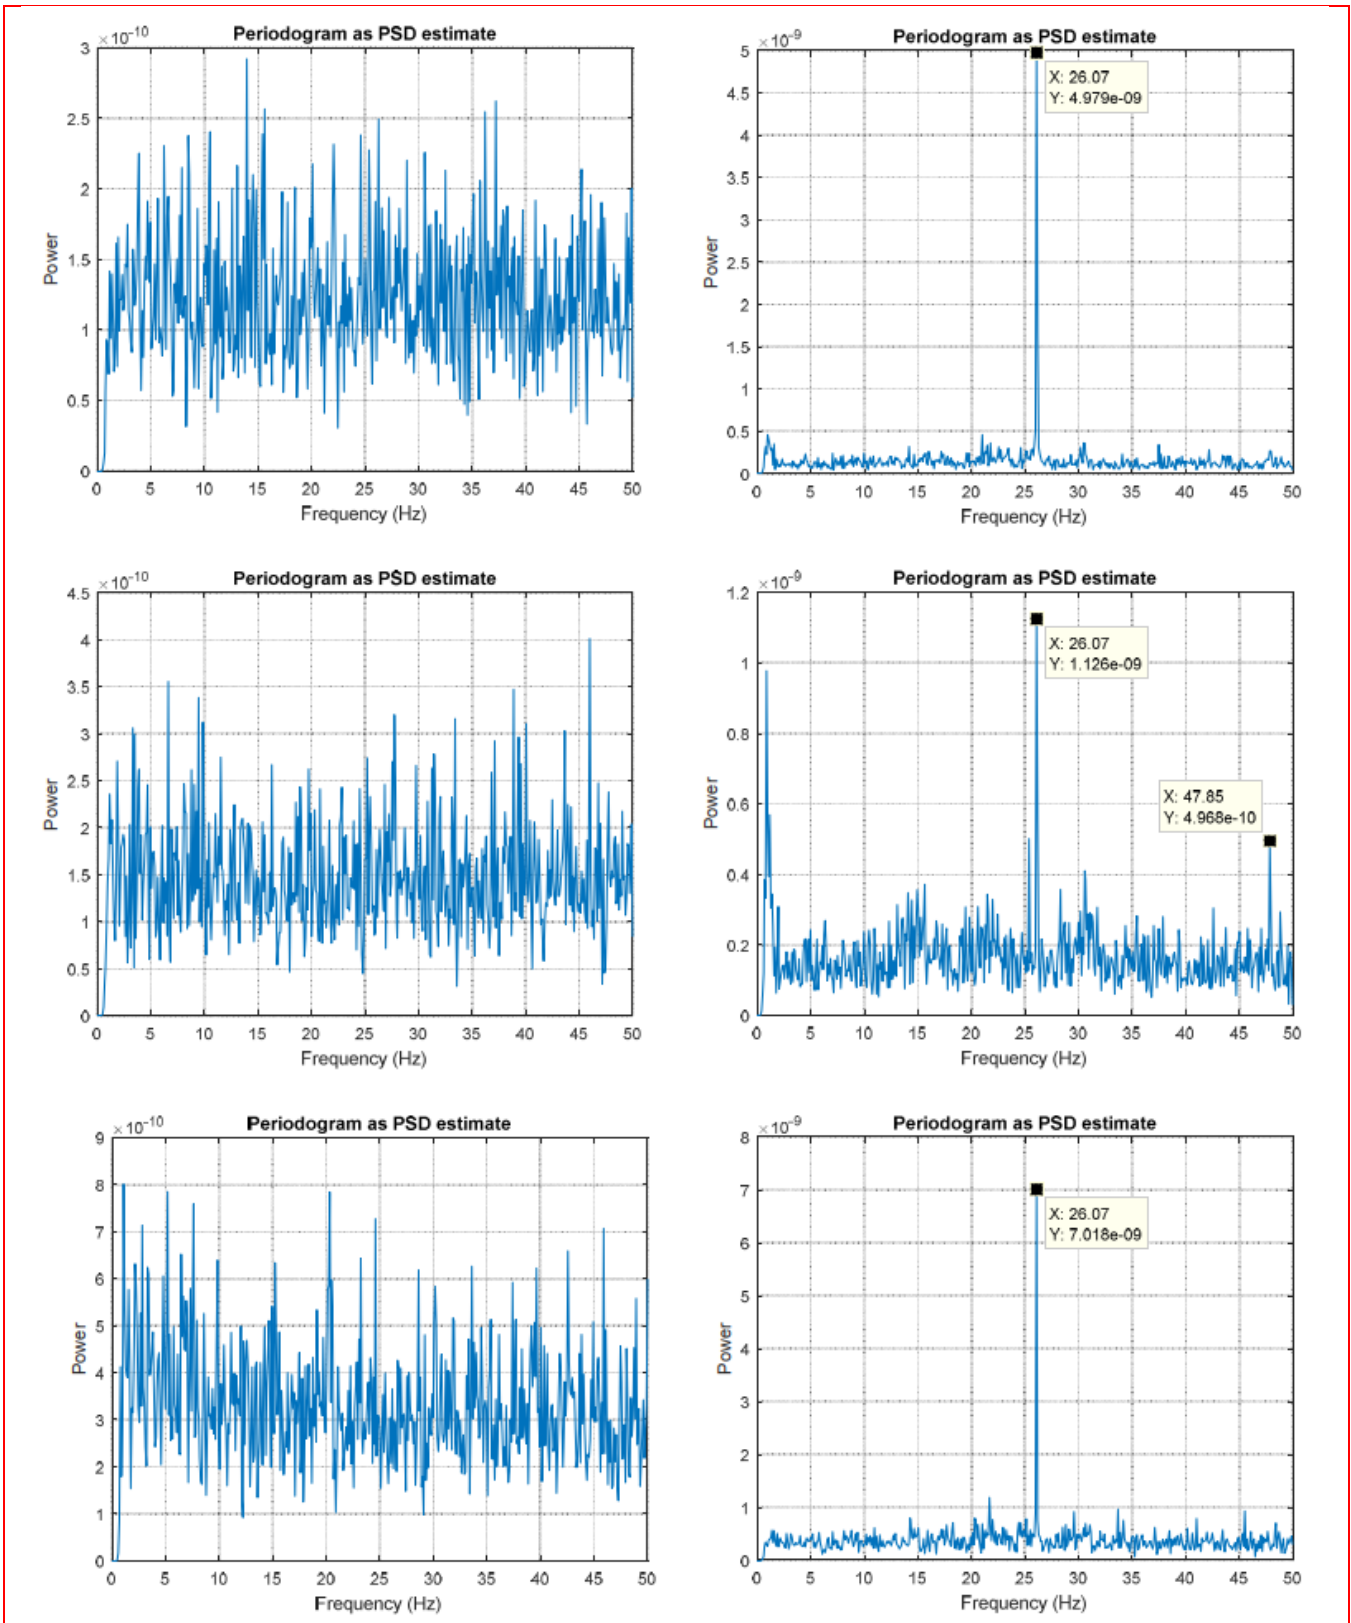 Periodogram as PSD estimate
×10⁻¹⁰
3
2.5
2
1.5
1
0.5
0
Power
0 5 10 15 20 25 30 35 40 45 50
Frequency (Hz)
Periodogram as PSD estimate
×10⁻⁹
5
4.5
4
3.5
3
2.5
2
1.5
1
0.5
0
Power
X: 26.07
Y: 4.979e-09
0 5 10 15 20 25 30 35 40 45 50
Frequency (Hz)
Periodogram as PSD estimate
×10⁻¹⁰
4.5
4
3.5
3
2.5
2
1.5
1
0.5
0
Power
0 5 10 15 20 25 30 35 40 45 50
Frequency (Hz)
Periodogram as PSD estimate
×10⁻⁹
1.2
1
0.8
0.6
0.4
0.2
0
Power
X: 26.07
Y: 1.126e-09
X: 47.85
Y: 4.968e-10
0 5 10 15 20 25 30 35 40 45 50
Frequency (Hz)
Periodogram as PSD estimate
×10⁻¹⁰
9
8
7
6
5
4
3
2
1
0
Power
0 5 10 15 20 25 30 35 40 45 50
Frequency (Hz)
Periodogram as PSD estimate
×10⁻⁹
8
7
6
5
4
3
2
1
0
Power
X: 26.07
Y: 7.018e-09
0 5 10 15 20 25 30 35 40 45 50
Frequency (Hz)